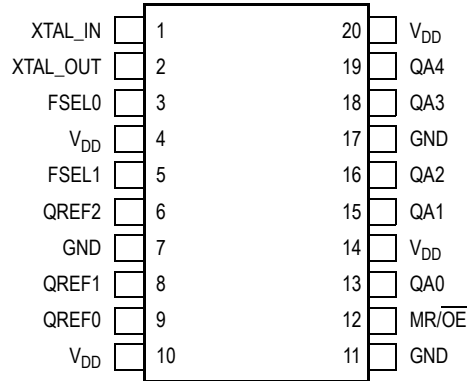 XTAL_IN 1 20 VDD
XTAL_OUT 2 19 QA4
FSEL0 3 18 QA3
VDD 4 17 GND
FSEL1 5 16 QA2
QREF2 6 15 QA1
GND 7 14 VDD
QREF1 8 13 QA0
QREF0 9 12 MR/O̅E̅
VDD 10 11 GND